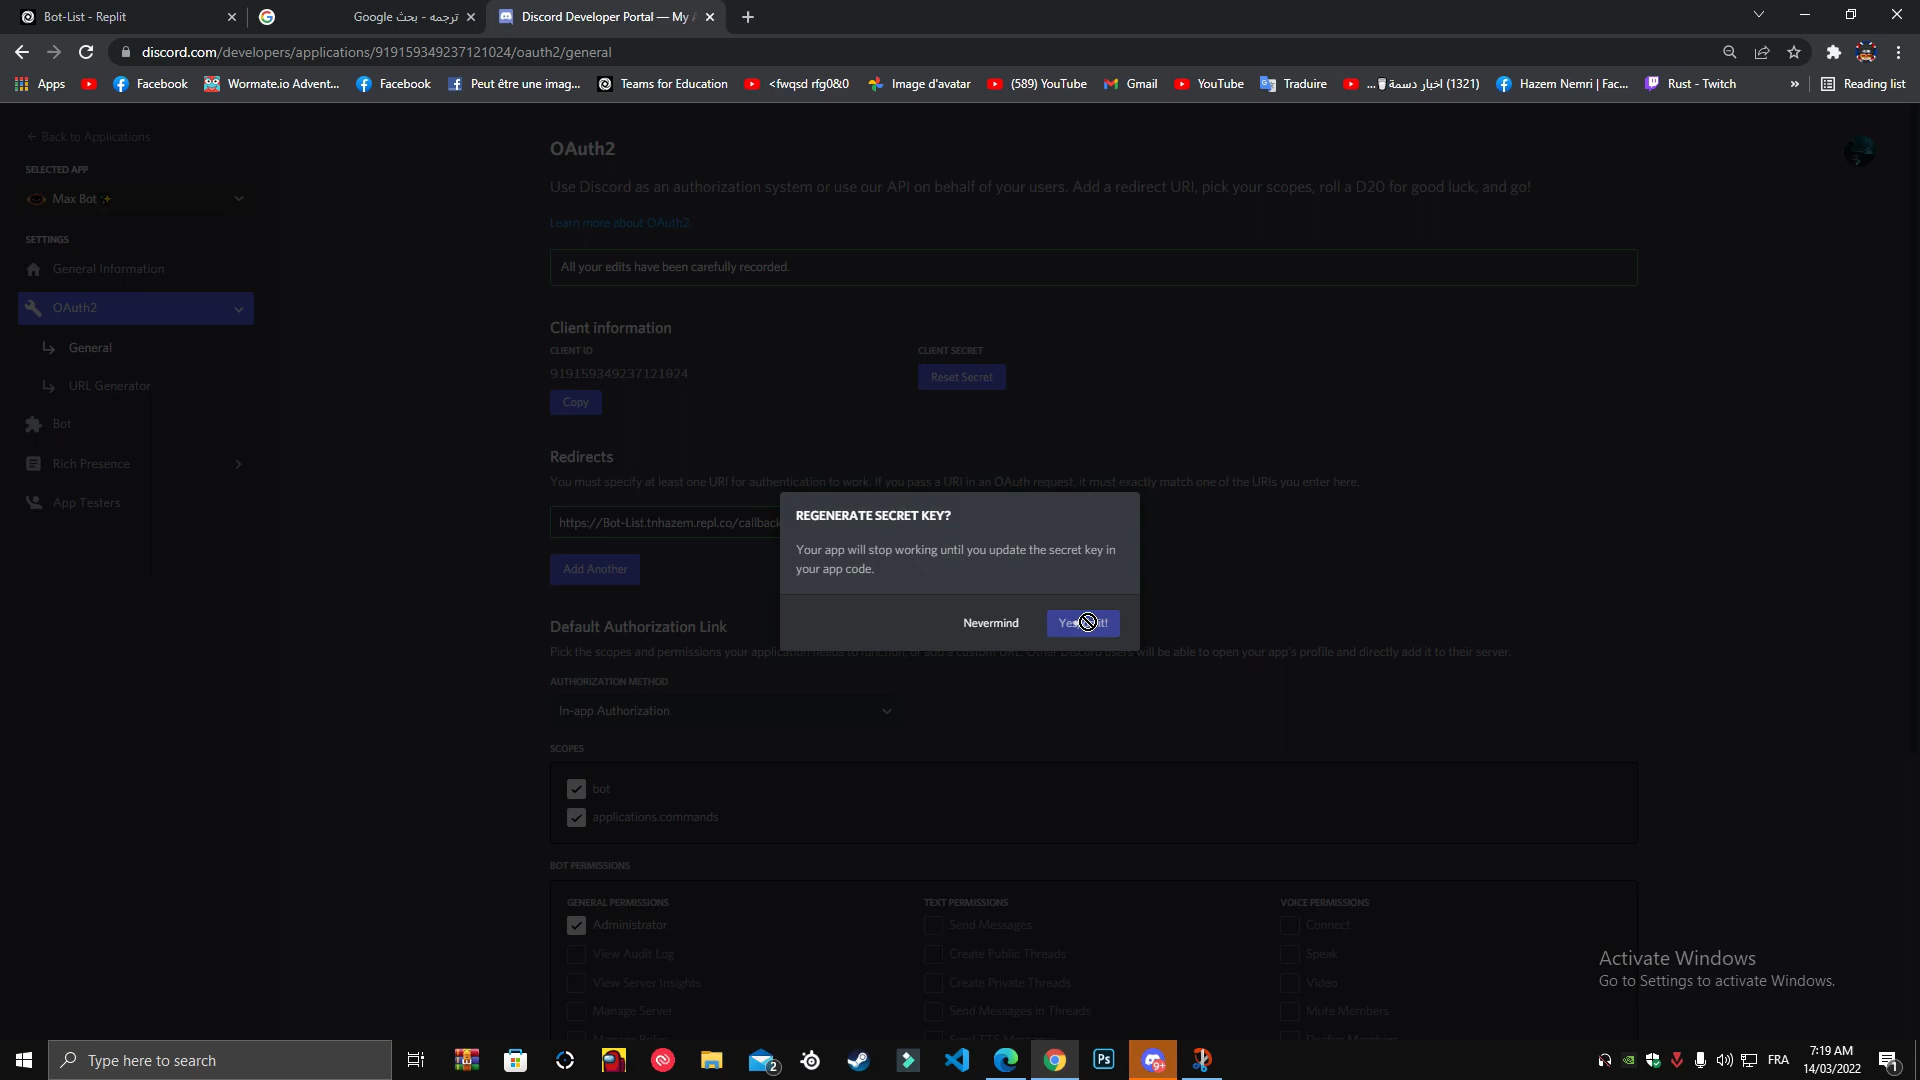 Bot-List - Replit
ترجمه - بحث Google
Discord Developer Portal — My A
discord.com/developers/applications/919159349237121024/oauth2/general
Apps
Facebook
Wormate.io Advent...
Facebook
Peut être une imag...
Teams for Education
<fwqsd rfg0&0
Image d'avatar
(589) YouTube
Gmail
YouTube
Traduire
(1321) اخبار دسمة 🥛...
Hazem Nemri | Fac...
Rust - Twitch
»
Reading list
← Back to Applications
SELECTED APP
Max Bot ✨
SETTINGS
General Information
OAuth2
General
URL Generator
Bot
Rich Presence
App Testers
OAuth2
Use Discord as an authorization system or use our API on behalf of your users. Add a redirect URI, pick your scopes, roll a D20 for good luck, and go!
Learn more about OAuth2
All your edits have been carefully recorded.
Client information
CLIENT ID
919159349237121024
Copy
CLIENT SECRET
Reset Secret
Redirects
You must specify at least one URI for authentication to work. If you pass a URI in an OAuth request, it must exactly match one of the URIs you enter here.
https://Bot-List.tnhazem.repl.co/callback
Add Another
REGENERATE SECRET KEY?
Your app will stop working until you update the secret key in
your app code.
Nevermind
Default Authorization Link
Pick the scopes and permissions your application needs to function, or add a custom URL. Other Discord users will be able to open your app's profile and directly add it to their server.
AUTHORIZATION METHOD
In-app Authorization
SCOPES
bot
applications.commands
BOT PERMISSIONS
GENERAL PERMISSIONS
Administrator
View Audit Log
View Server Insights
Manage Server
Manage Roles
TEXT PERMISSIONS
Send Messages
Create Public Threads
Create Private Threads
Send Messages in Threads
Send TTS Messages
VOICE PERMISSIONS
Connect
Speak
Video
Mute Members
Deafen Members
Activate Windows
Go to Settings to activate Windows.
Type here to search
2
Ps
9+
FRA
7:19 AM
14/03/2022
1